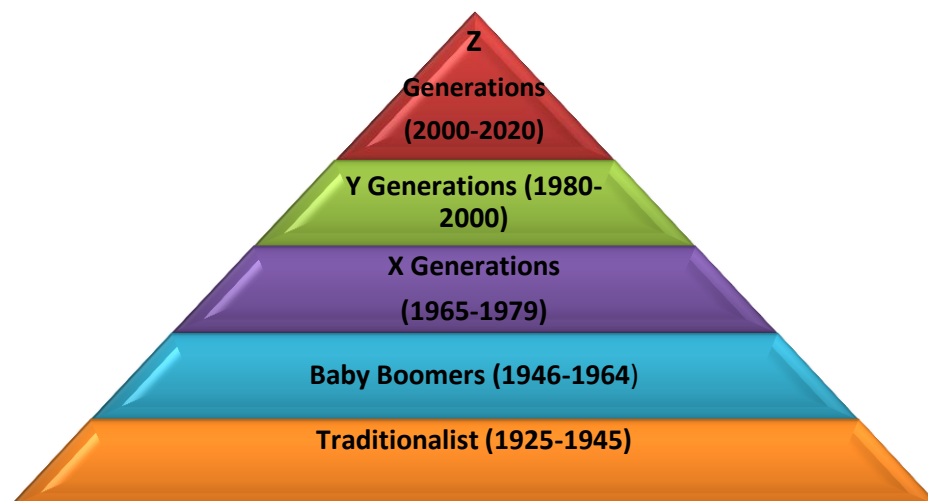 Z
Generations
(2000-2020)
Y Generations (1980-
2000)
X Generations
(1965-1979)
Baby Boomers (1946-1964)
Traditionalist (1925-1945)